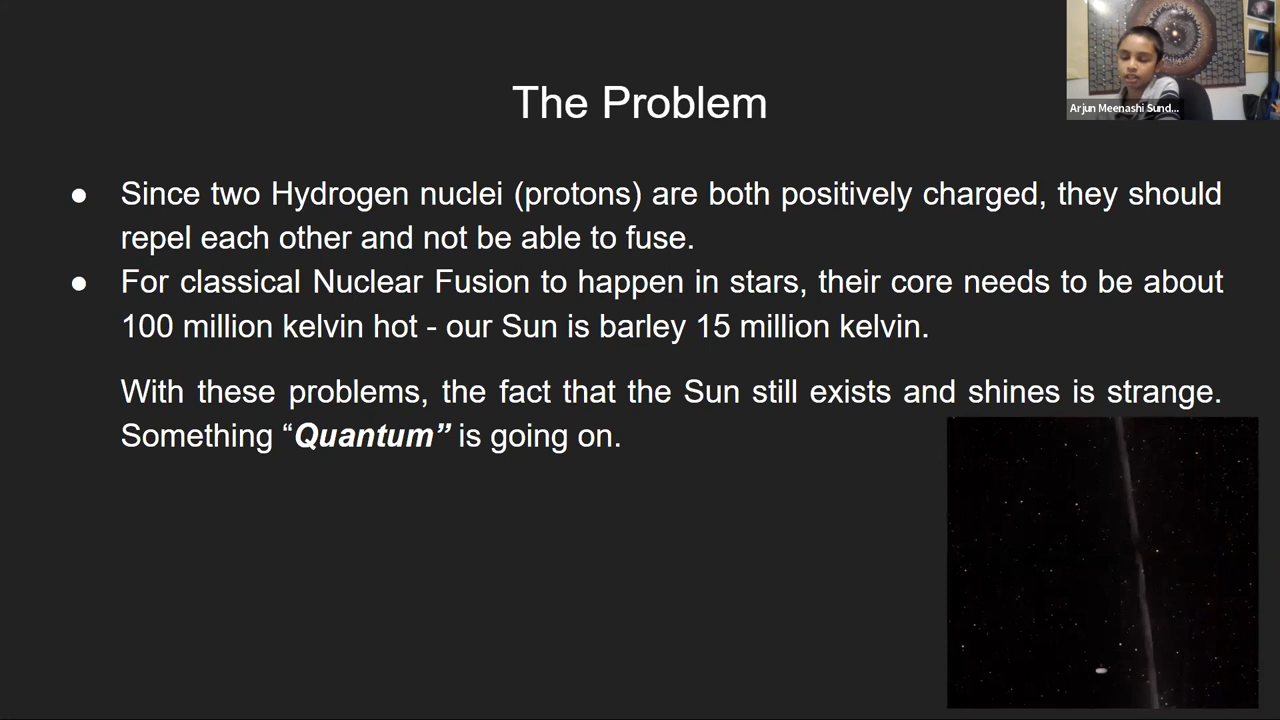 The Problem
Arjun Meenashi Sund...
● Since two Hydrogen nuclei (protons) are both positively charged, they should
repel each other and not be able to fuse.
● For classical Nuclear Fusion to happen in stars, their core needs to be about
100 million kelvin hot - our Sun is barley 15 million kelvin.
With these problems, the fact that the Sun still exists and shines is strange.
Something “Quantum” is going on.